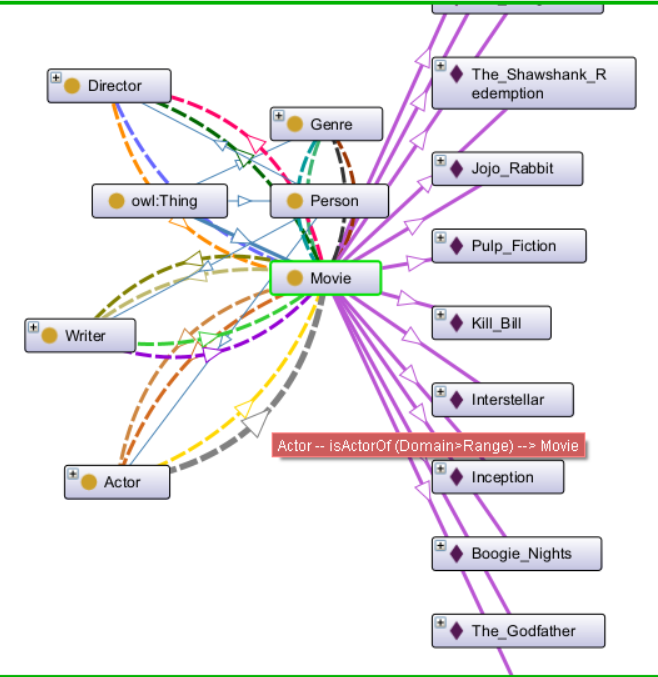 Director
The_Shawshank_R
edemption
Genre
Jojo_Rabbit
owl:Thing
Person
Pulp_Fiction
Movie
Kill_Bill
Writer
Interstellar
Actor -- isActorOf (Domain>Range) --> Movie
Actor
Inception
Boogie_Nights
The_Godfather